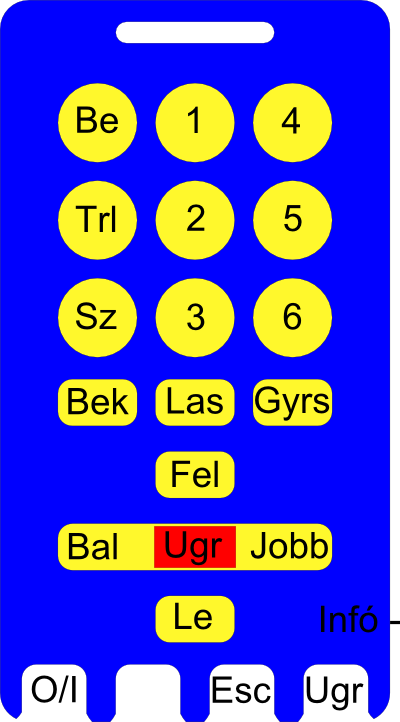 Be 1 4
Trl 2 5
Sz 3 6
Bek Las Gyrs
Fel
Bal Ugr Jobb
Le Infó
O/I Esc Ugr